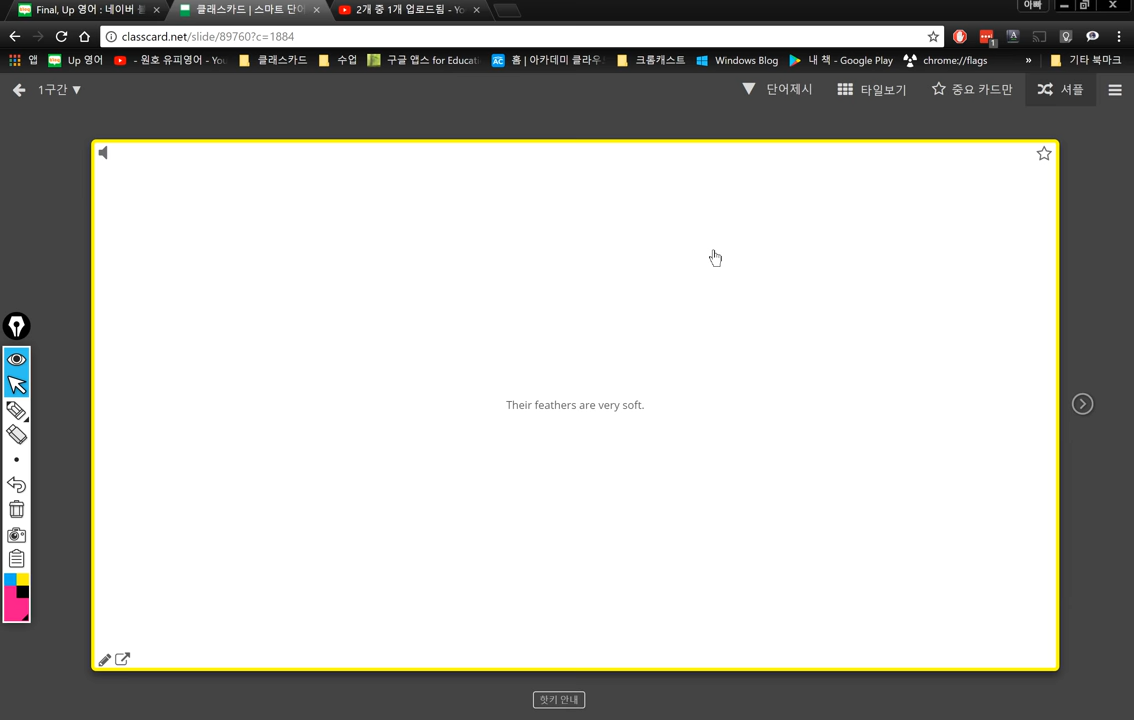 Final, Up 영어 : 네이버 블
클래스카드 | 스마트 단어
2개 중 1개 업로드됨 - Yo
아빠
classcard.net/slide/89760?c=1884
앱
Up 영어
- 원호 유피영어 - You
클래스카드
수업
구글 앱스 for Educati
홈 | 아카데미 클라우
크롬캐스트
Windows Blog
내 책 - Google Play
chrome://flags
»
기타 북마크
1구간 ▼
단어제시
타일보기
중요 카드만
셔플
Their feathers are very soft.
핫키 안내